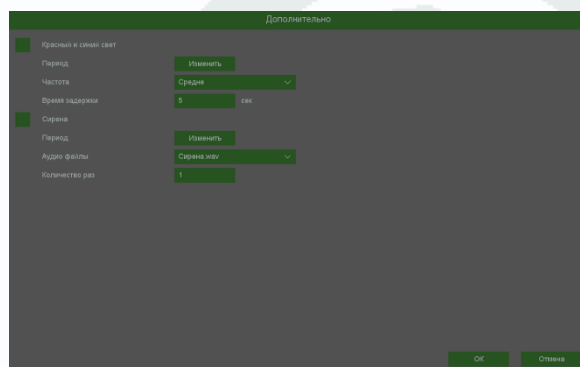 Дополнительно
Красный и синий свет
Период Изменить
Частота Средне
Время задержки 5 сек
Сирена
Период Изменить
Аудио файлы Сирена.wav
Количество раз 1
ОК Отмена